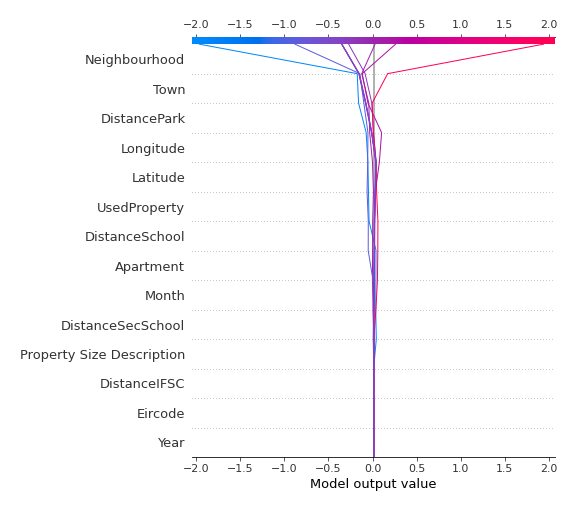 −2.0 −1.5 −1.0 −0.5 0.0 0.5 1.0 1.5 2.0
Neighbourhood
Town
DistancePark
Longitude
Latitude
UsedProperty
DistanceSchool
Apartment
Month
DistanceSecSchool
Property Size Description
DistanceIFSC
Eircode
Year
−2.0 −1.5 −1.0 −0.5 0.0 0.5 1.0 1.5 2.0
Model output value